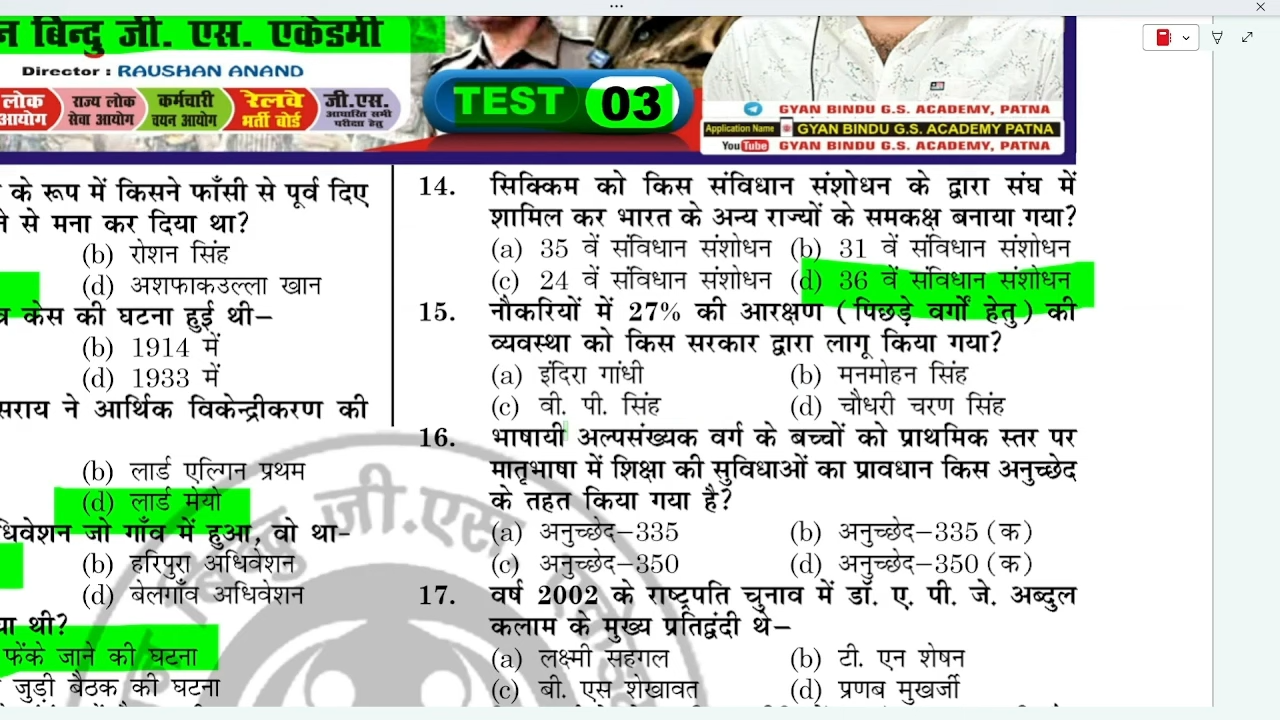 न बिन्दु जी. एस. एकेडमी
Director : RAUSHAN ANAND
लोक
आयोग
राज्य लोक
सेवा आयोग
कर्मचारी
चयन आयोग
रेलवे
भर्ती बोर्ड
जी.एस.
आधारित सभी
परीक्षा हेतु
TEST 03
GYAN BINDU G.S. ACADEMY, PATNA
Application Name GYAN BINDU G.S. ACADEMY PATNA
YouTube GYAN BINDU G.S. ACADEMY, PATNA
के रूप में किसने फाँसी से पूर्व दिए
ने से मना कर दिया था?
(b) रोशन सिंह
(d) अशफाकउल्ला खान
केस की घटना हुई थी–
(b) 1914 में
(d) 1933 में
सराय ने आर्थिक विकेन्द्रीकरण की
(b) लार्ड एल्गिन प्रथम
(d) लार्ड मेयो
धिवेशन जो गाँव में हुआ, वो था-
(b) हरिपुरा अधिवेशन
(d) बेलगाँव अधिवेशन
या थी?
फेंके जाने की घटना
जुड़ी बैठक की घटना
14. सिक्किम को किस संविधान संशोधन के द्वारा संघ में
शामिल कर भारत के अन्य राज्यों के समकक्ष बनाया गया?
(a) 35 वें संविधान संशोधन (b) 31 वें संविधान संशोधन
(c) 24 वें संविधान संशोधन (d) 36 वें संविधान संशोधन
15. नौकरियों में 27% की आरक्षण (पिछड़े वर्गों हेतु) की
व्यवस्था को किस सरकार द्वारा लागू किया गया?
(a) इंदिरा गांधी (b) मनमोहन सिंह
(c) वी. पी. सिंह (d) चौधरी चरण सिंह
16. भाषायी अल्पसंख्यक वर्ग के बच्चों को प्राथमिक स्तर पर
मातृभाषा में शिक्षा की सुविधाओं का प्रावधान किस अनुच्छेद
के तहत किया गया है?
(a) अनुच्छेद–335 (b) अनुच्छेद–335 (क)
(c) अनुच्छेद–350 (d) अनुच्छेद–350 (क)
17. वर्ष 2002 के राष्ट्रपति चुनाव में डॉ. ए. पी. जे. अब्दुल
कलाम के मुख्य प्रतिद्वंदी थे–
(a) लक्ष्मी सहगल (b) टी. एन शेषन
(c) बी. एस शेखावत (d) प्रणब मुखर्जी